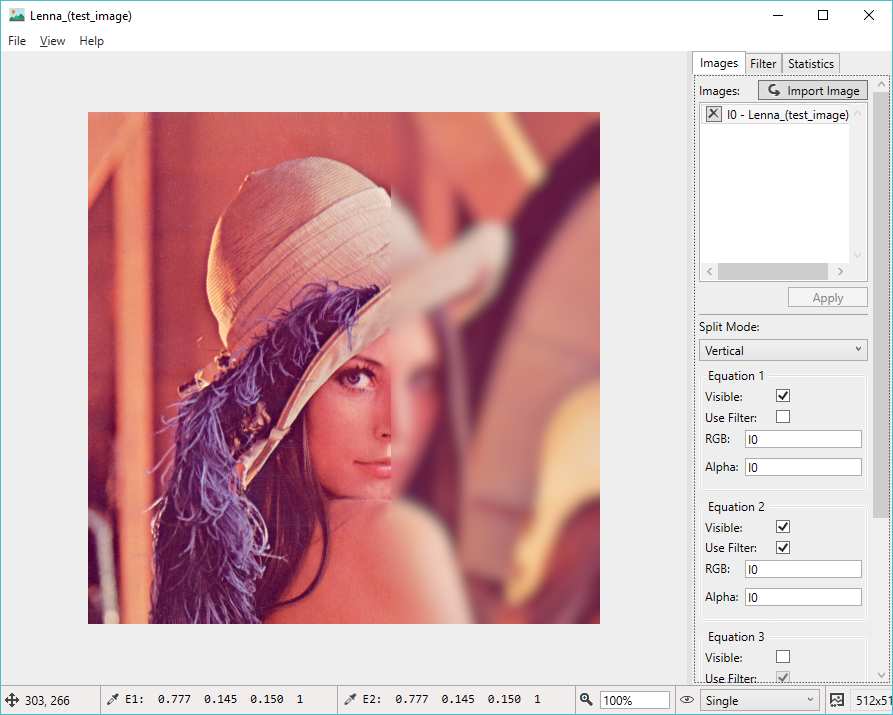 Lenna_(test_image)
File View Help
Images Filter Statistics
Images: Import Image
I0 - Lenna_(test_image)
Apply
Split Mode:
Vertical
Equation 1
Visible:
Use Filter:
RGB: I0
Alpha: I0
Equation 2
Visible:
Use Filter:
RGB: I0
Alpha: I0
Equation 3
Visible:
Use Filter:
303, 266 E1: 0.777 0.145 0.150 1 E2: 0.777 0.145 0.150 1 100% Single 512x51